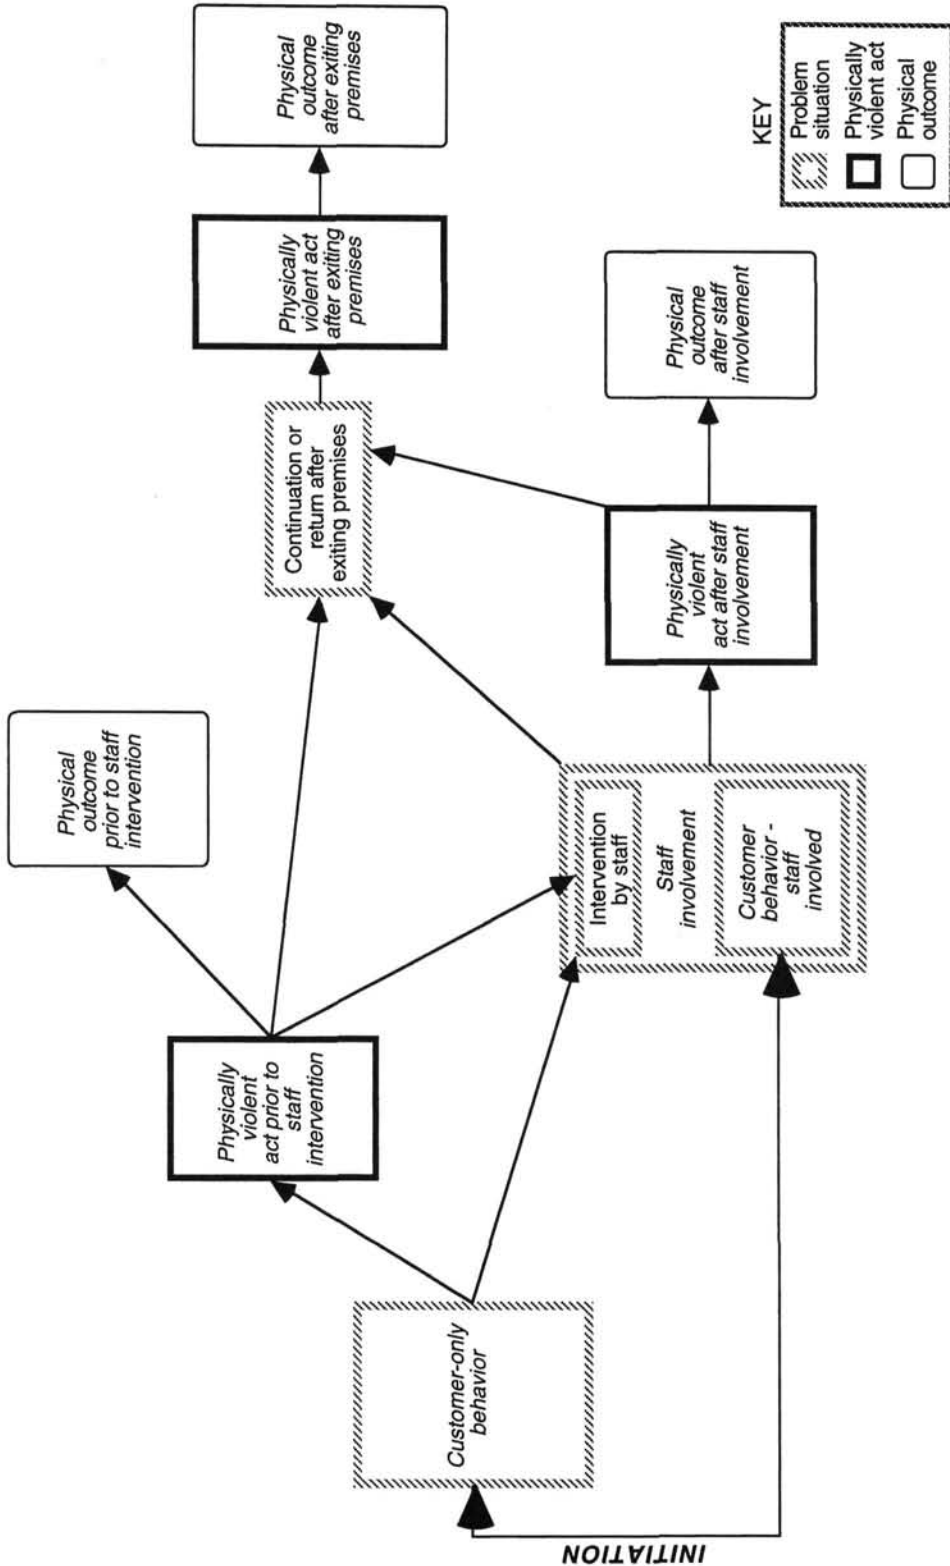 INITIATION
Customer-only
behavior
Physically
violent
act prior to
staff
intervention
Physical
outcome
prior to staff
intervention
Intervention
by staff
Staff
involvement
Customer
behavior -
staff
involved
Continuation or
return after
exiting premises
Physically
violent
act after staff
involvement
Physically
violent act
after exiting
premises
Physical
outcome
after staff
involvement
Physical
outcome
after exiting
premises
KEY
Problem
situation
Physically
violent act
Physical
outcome